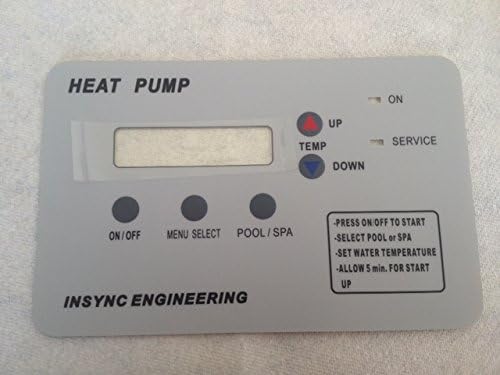 HEAT PUMP
ON
UP
TEMP
SERVICE
DOWN
ON/OFF
MENU SELECT
POOL / SPA
-PRESS ON/OFF TO START
-SELECT POOL or SPA
-SET WATER TEMPERATURE
-ALLOW 5 min. FOR START
UP
INSYNC ENGINEERING